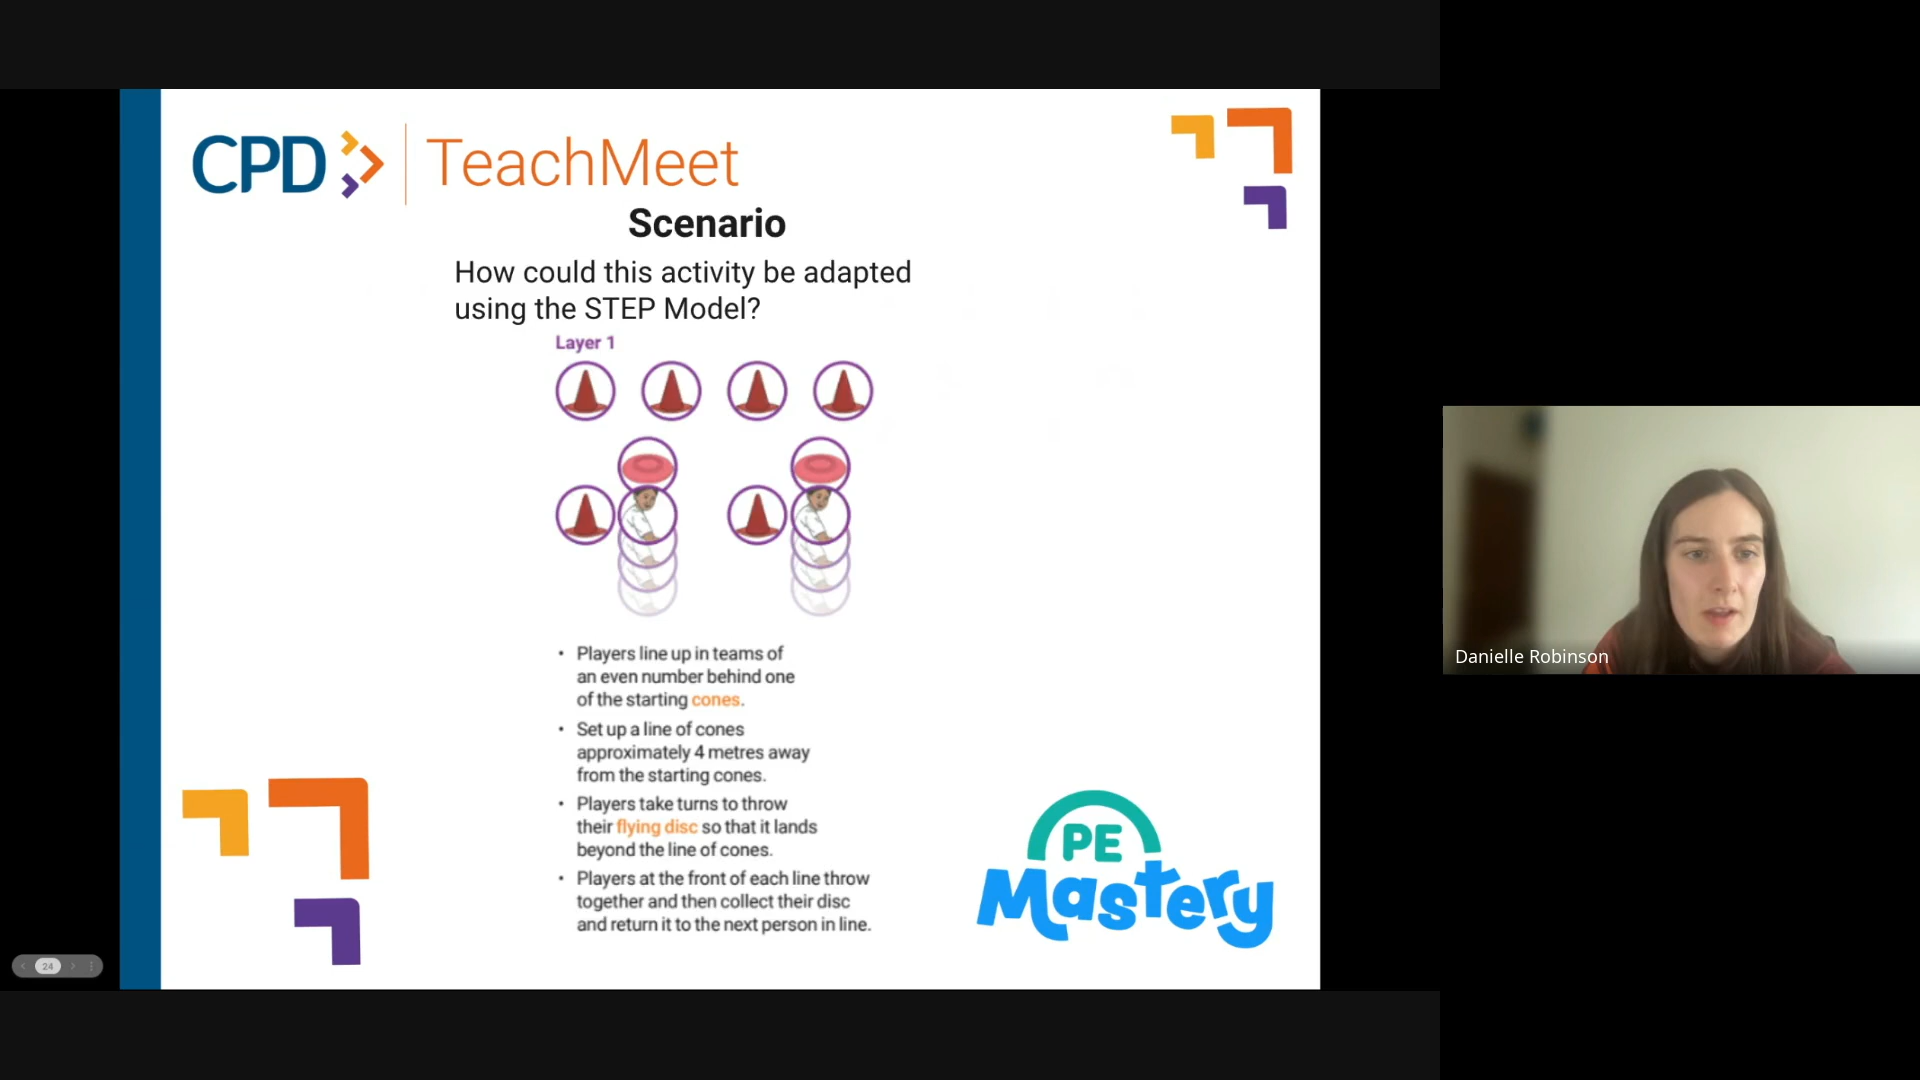 CPD
TeachMeet
Scenario
How could this activity be adapted
using the STEP Model?
Layer 1
• Players line up in teams of
an even number behind one
of the starting cones.
• Set up a line of cones
approximately 4 metres away
from the starting cones.
• Players take turns to throw
their flying disc so that it lands
beyond the line of cones.
• Players at the front of each line throw
together and then collect their disc
and return it to the next person in line.
PE
Mastery
24
Danielle Robinson